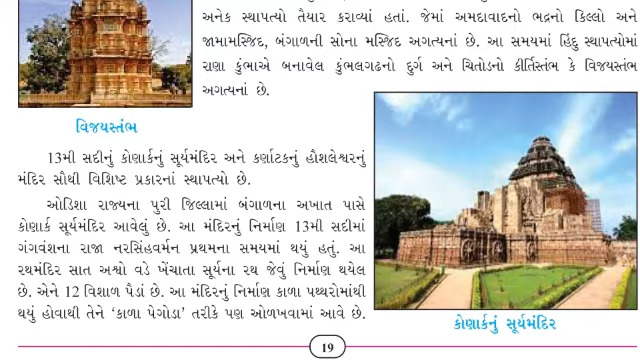 અનેક સ્થાપત્યો તૈયાર કરાવ્યાં હતાં. જેમાં અમદાવાદનો ભદ્રનો કિલ્લો અને
જામામસ્જિદ, બંગાળની સોના મસ્જિદ અગત્યનાં છે. આ સમયમાં હિંદુ સ્થાપત્યોમાં
રાણા કુંભાએ બનાવેલ કુંભલગઢનો દુર્ગ અને ચિતોડનો કીર્તિસ્તંભ કે વિજયસ્તંભ
અગત્યનાં છે.
વિજયસ્તંભ
13મી સદીનું કોણાર્કનું સૂર્યમંદિર અને કર્ણાટકનું હૌશલેશ્વરનું
મંદિર સૌથી વિશિષ્ટ પ્રકારનાં સ્થાપત્યો છે.
ઓડિશા રાજ્યના પુરી જિલ્લામાં બંગાળના અખાત પાસે
કોણાર્ક સૂર્યમંદિર આવેલું છે. આ મંદિરનું નિર્માણ 13મી સદીમાં
ગંગવંશના રાજા નરસિંહવર્મન પ્રથમના સમયમાં થયું હતું. આ
રથમંદિર સાત અશ્વો વડે ખેંચાતા સૂર્યના રથ જેવું નિર્માણ થયેલ
છે. એને 12 વિશાળ પૈડાં છે. આ મંદિરનું નિર્માણ કાળા પથ્થરોમાંથી
થયું હોવાથી તેને ‘કાળા પેગોડા’ તરીકે પણ ઓળખવામાં આવે છે.
કોણાર્કનું સૂર્યમંદિર
19